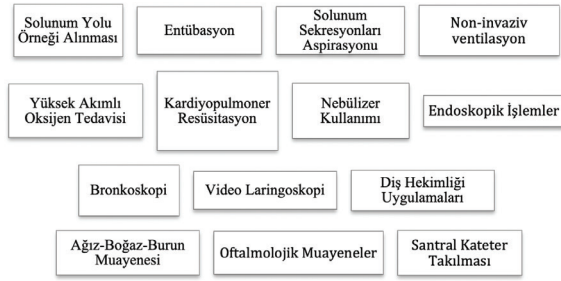 Solunum Yolu
Örneği Alınması
Entübasyon
Solunum
Sekresyonları
Aspirasyonu
Non-invaziv
ventilasyon
Yüksek Akımlı
Oksijen Tedavisi
Kardiyopulmoner
Resüsitasyon
Nebülizer
Kullanımı
Endoskopik İşlemler
Bronkoskopi
Video Laringoskopi
Diş Hekimliği
Uygulamaları
Ağız-Boğaz-Burun
Muayenesi
Oftalmolojik Muayeneler
Santral Kateter
Takılması